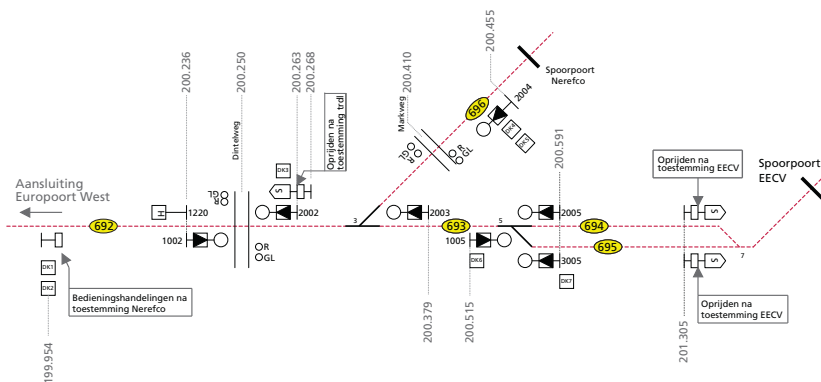 200.236
200.250
200.263
200.268
200.410
200.455
200.591
Spoorpoort
Nerefco
2004
DK4
DK5
696
Dintelweg
Markweg
R
GL
R
GL
DK3
S
Oprijden na
toestemming trdl
Oprijden na
toestemming EECV
Spoorpoort
EECV
Aansluiting
Europoort West
692
H
1220
R
GL
2002
3
2003
693
5
2005
694
S
1002
R
GL
1005
695
7
DK1
DK2
DK6
3005
DK7
S
Bedieningshandelingen na
toestemming Nerefco
Oprijden na
toestemming EECV
199.954
200.379
200.515
201.305